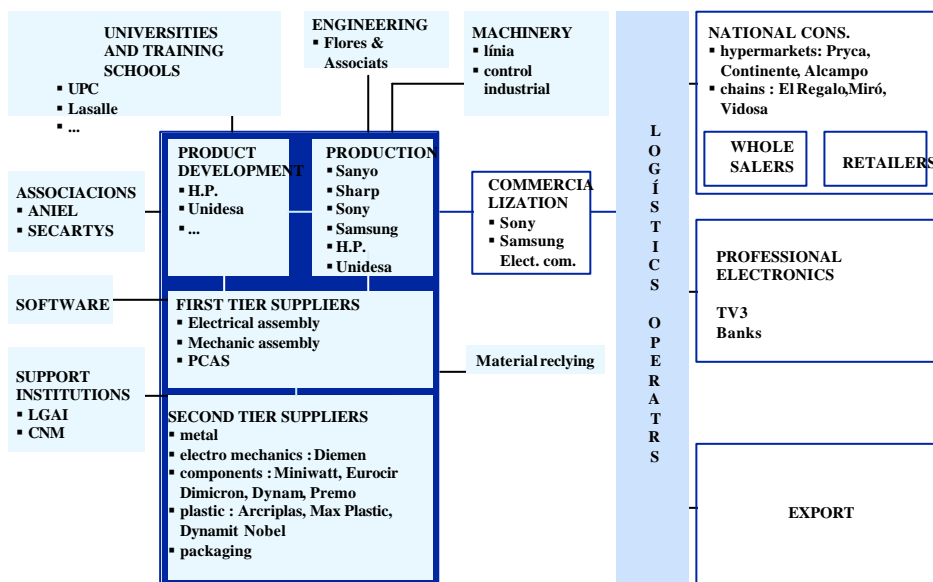 UNIVERSITIES
AND TRAINING
SCHOOLS
▪ UPC
▪ Lasalle
▪ ...
ENGINEERING
▪ Flores &
Associats
MACHINERY
▪ línia
▪ control
industrial
ASSOCIACIONS
▪ ANIEL
▪ SECARTYS
SOFTWARE
SUPPORT
INSTITUTIONS
▪ LGAI
▪ CNM
PRODUCT
DEVELOPMENT
▪ H.P.
▪ Unidesa
▪ ...
PRODUCTION
▪ Sanyo
▪ Sharp
▪ Sony
▪ Samsung
▪ H.P.
▪ Unidesa
FIRST TIER SUPPLIERS
▪ Electrical assembly
▪ Mechanic assembly
▪ PCAS
SECOND TIER SUPPLIERS
▪ metal
▪ electro mechanics : Diemen
▪ components : Miniwatt, Eurocir
Dimicron, Dynam, Premo
▪ plastic : Arcriplas, Max Plastic,
Dynamit Nobel
▪ packaging
COMMERCIA
LIZATION
▪ Sony
▪ Samsung
Elect. com.
Material reclying
LOGÍSTICS OPERATRS
NATIONAL CONS.
▪ hypermarkets: Pryca,
Continente, Alcampo
▪ chains : El Regalo,Miró,
Vidosa
WHOLE
SALERS
RETAILERS
PROFESSIONAL
ELECTRONICS
TV3
Banks
EXPORT